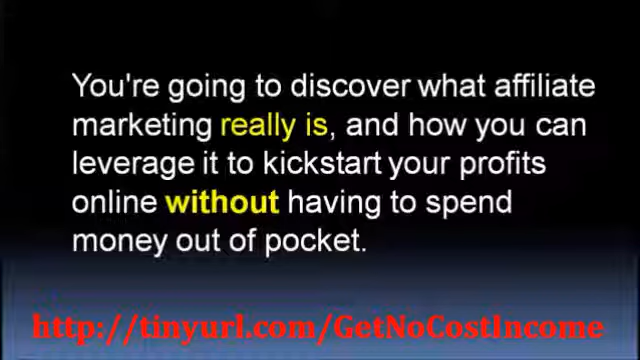 You're going to discover what affiliate
marketing really is, and how you can
leverage it to kickstart your profits
online without having to spend
money out of pocket.
http://tinyurl.com/GetNoCostIncome